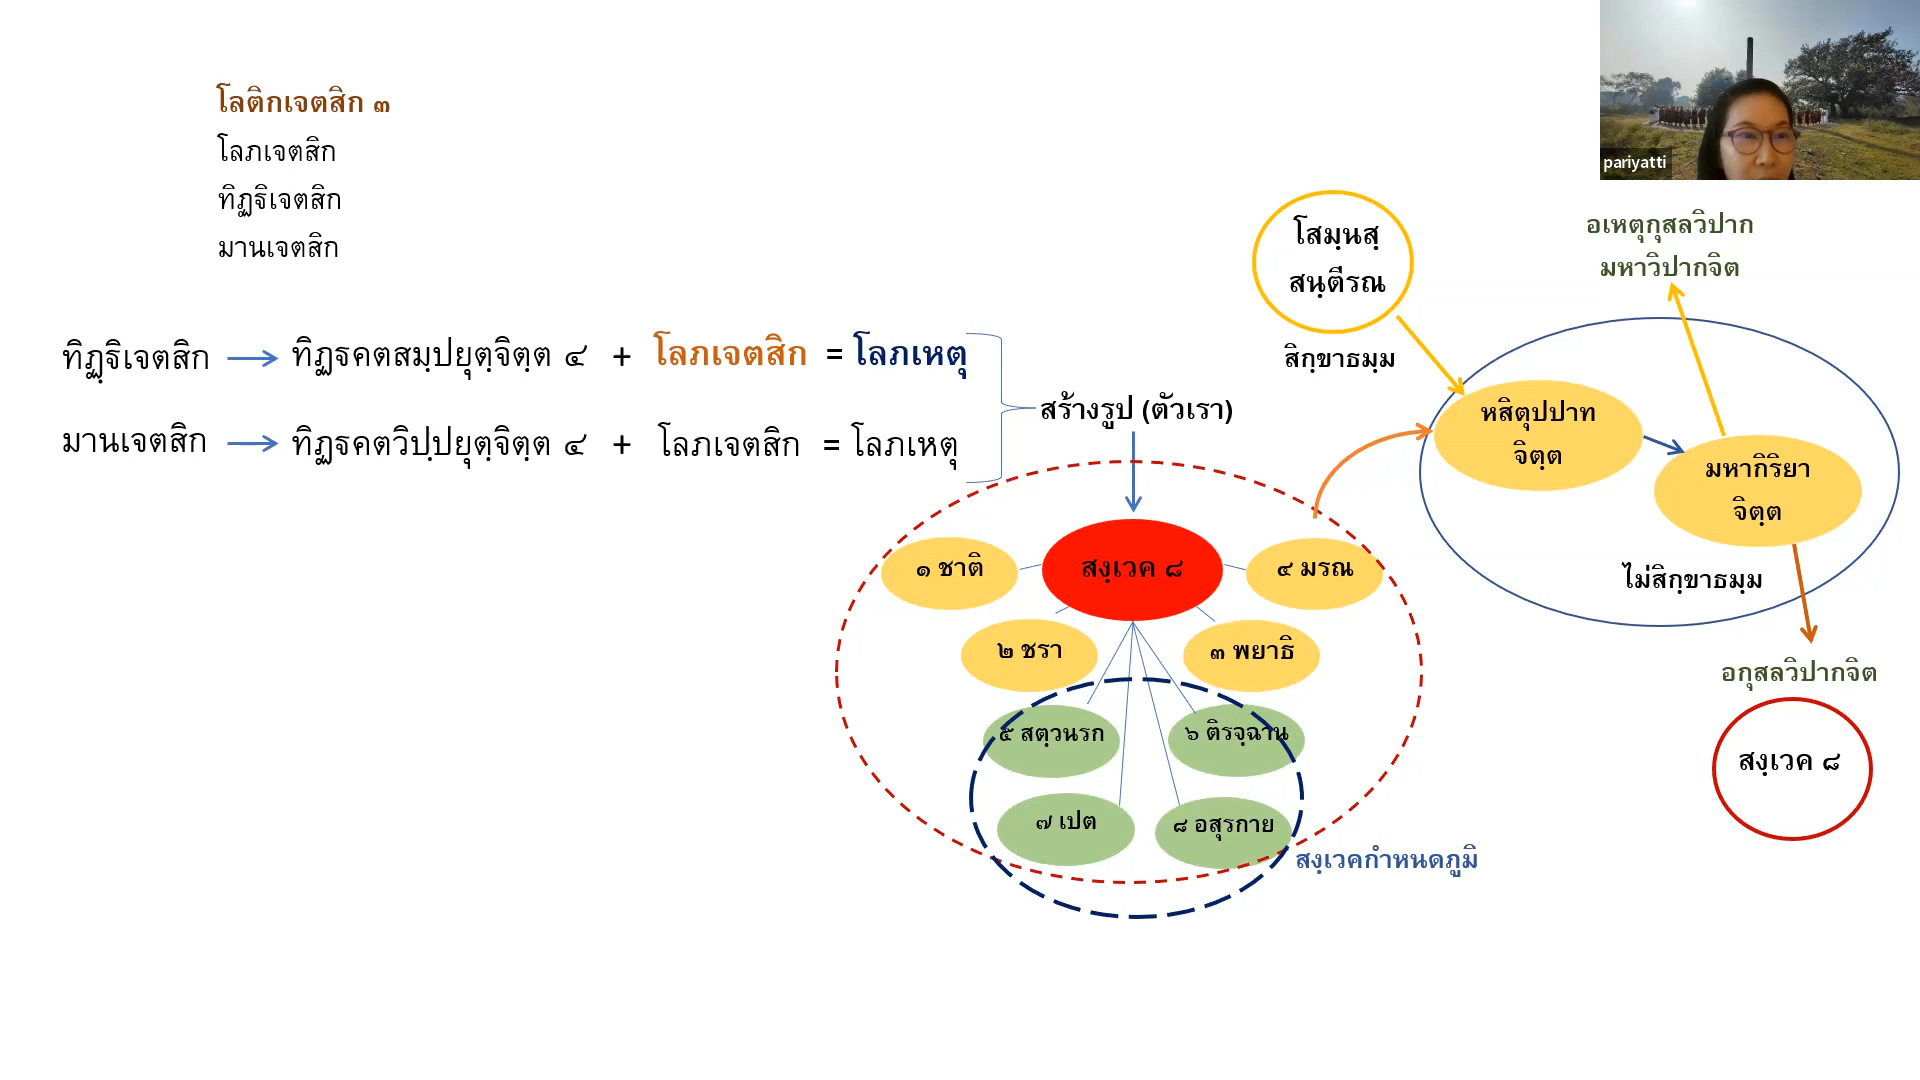 โลติกเจตสิก ๓
โลภเจตสิก
ทิฏฐิเจตสิก
มานเจตสิก
ทิฏฺฐิเจตสิก
ทิฏฐคตสมฺปยุตฺจิตฺต ๔ + โลภเจตสิก = โลภเหตุ
มานเจตสิก
ทิฏฐคตวิปฺปยุตฺจิตฺต ๔ + โลภเจตสิก = โลภเหตุ
สร้างรูป (ตัวเรา)
สงฺเวค ๘
๑ ชาติ
๔ มรณ
๒ ชรา
๓ พยาธิ
๕ สตฺวนรก
๖ ติรจฺฉาน
๗ เปต
๘ อสุรกาย
สงฺเวคกำหนดภูมิ
pariyatti
โสมฺนสฺ
สนฺตีรณ
สิกฺขาธมฺม
อเหตุกุสลวิปาก
มหาวิปากจิต
หสิตุปปาท
จิตฺต
มหากิริยา
จิตฺต
ไม่สิกฺขาธมฺม
อกุสลวิปากจิต
สงฺเวค ๘